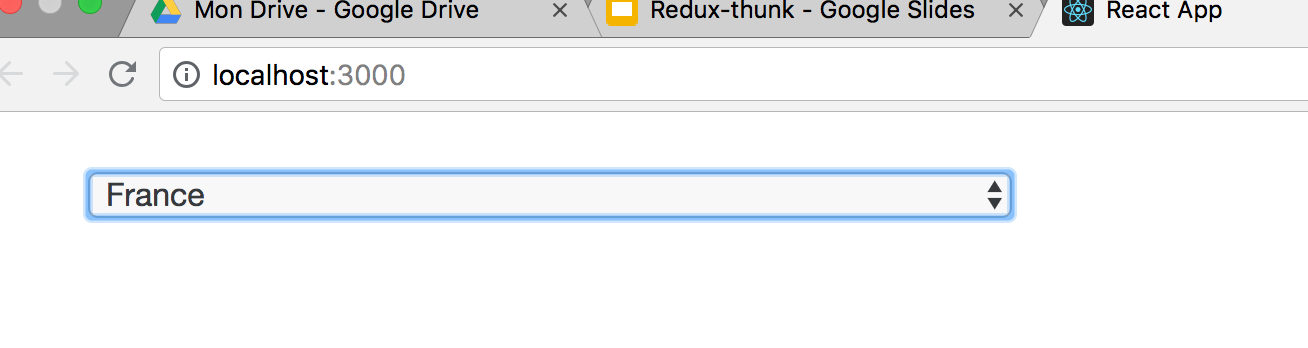 Mon Drive - Google Drive
Redux-thunk - Google Slides
React App
localhost:3000
France